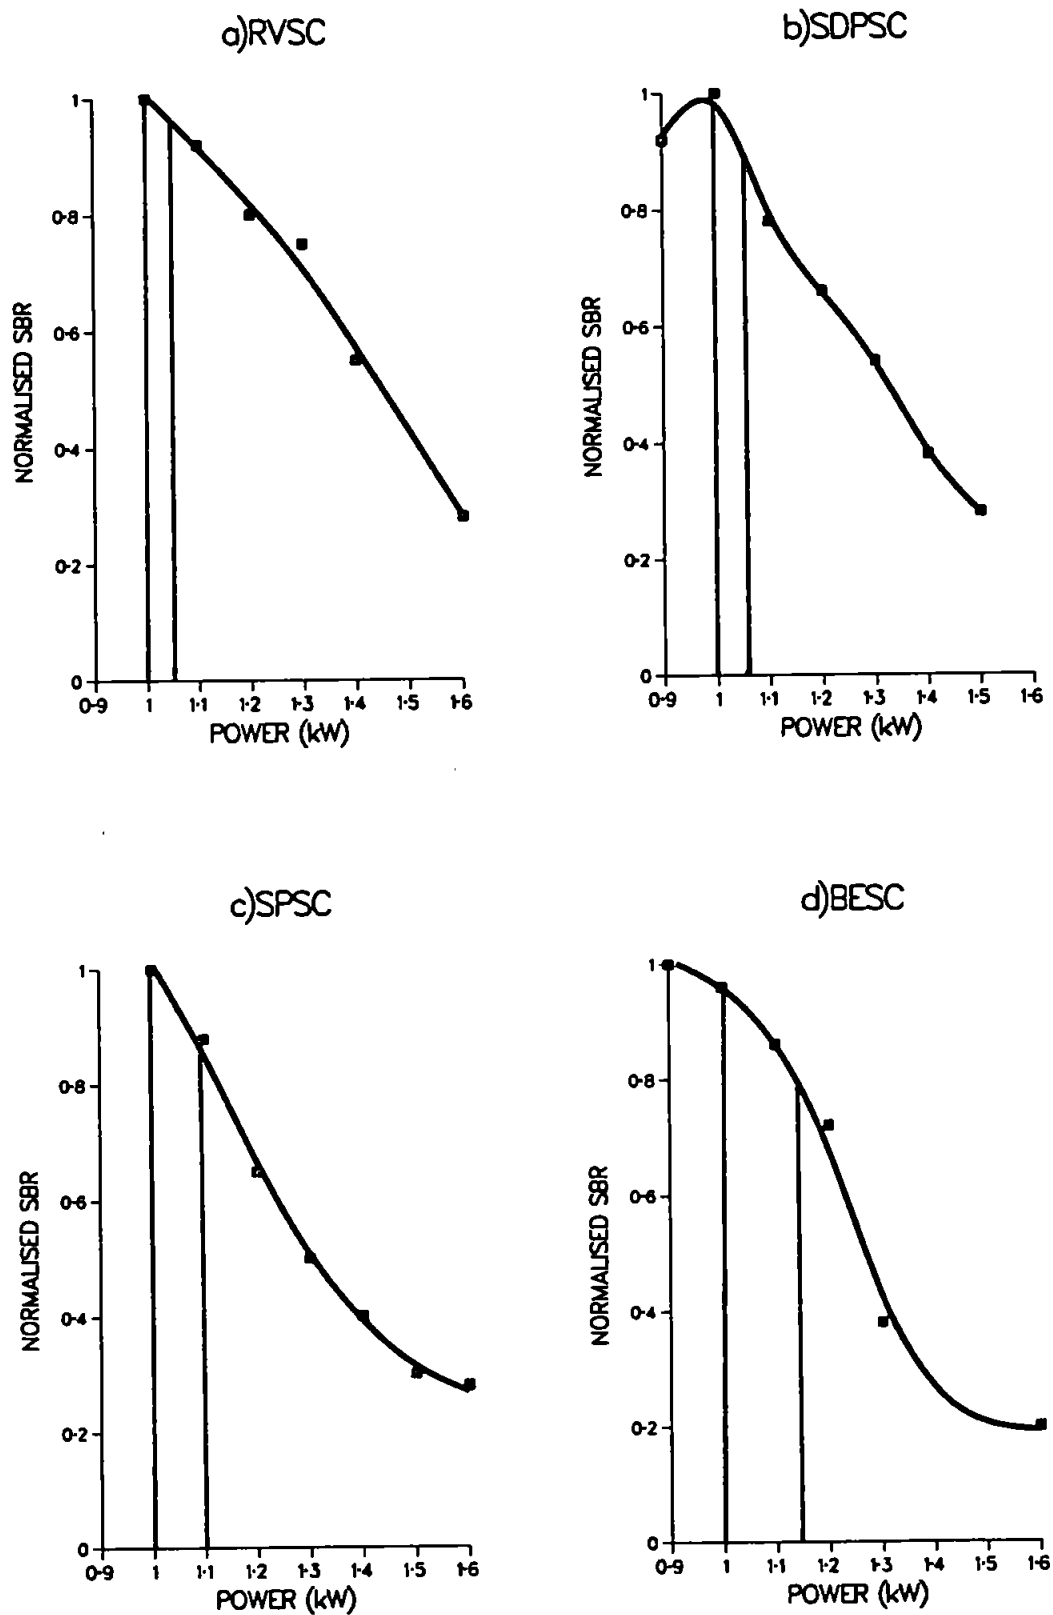 a)RVSC
NORMALISED SBR
1
0·8
0·6
0·4
0·2
0
0·9 1 1·1 1·2 1·3 1·4 1·5 1·6
POWER (kW)
b)SDPSC
NORMALISED SBR
1
0·8
0·6
0·4
0·2
0
0·9 1 1·1 1·2 1·3 1·4 1·5 1·6
POWER (kW)
c)SPSC
NORMALISED SBR
1
0·8
0·6
0·4
0·2
0
0·9 1 1·1 1·2 1·3 1·4 1·5 1·6
POWER (kW)
d)BESC
NORMALISED SBR
1
0·8
0·6
0·4
0·2
0
0·9 1 1·1 1·2 1·3 1·4 1·5 1·6
POWER (kW)